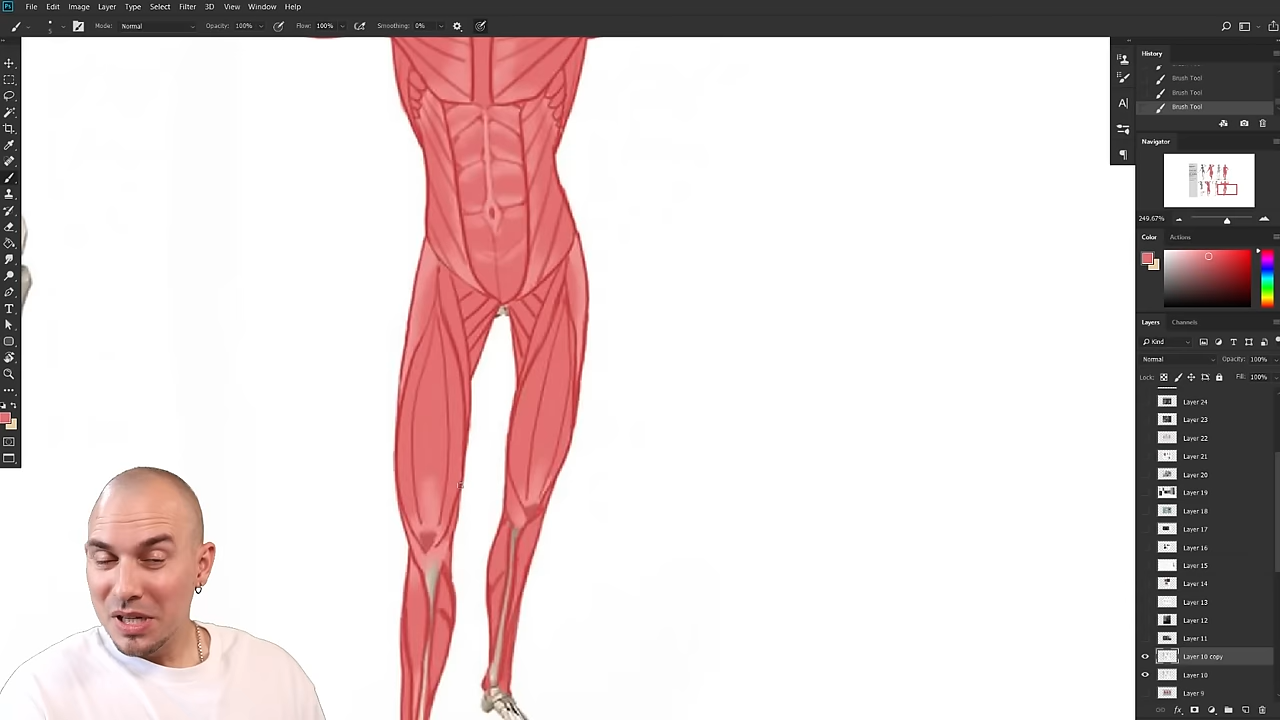 Ps File Edit Image Layer Type Select Filter 3D View Window Help
5 Mode: Normal Opacity: 100% Flow: 100% Smoothing: 0%
History
Brush Tool
Brush Tool
Brush Tool
Navigator
249.67%
Color Actions
Layers Channels
Kind
Normal Opacity: 100%
Lock: Fill: 100%
Layer 24
Layer 23
Layer 22
Layer 21
Layer 20
Layer 19
Layer 18
Layer 17
Layer 16
Layer 15
Layer 14
Layer 13
Layer 12
Layer 11
Layer 10 copy
Layer 10
Layer 9